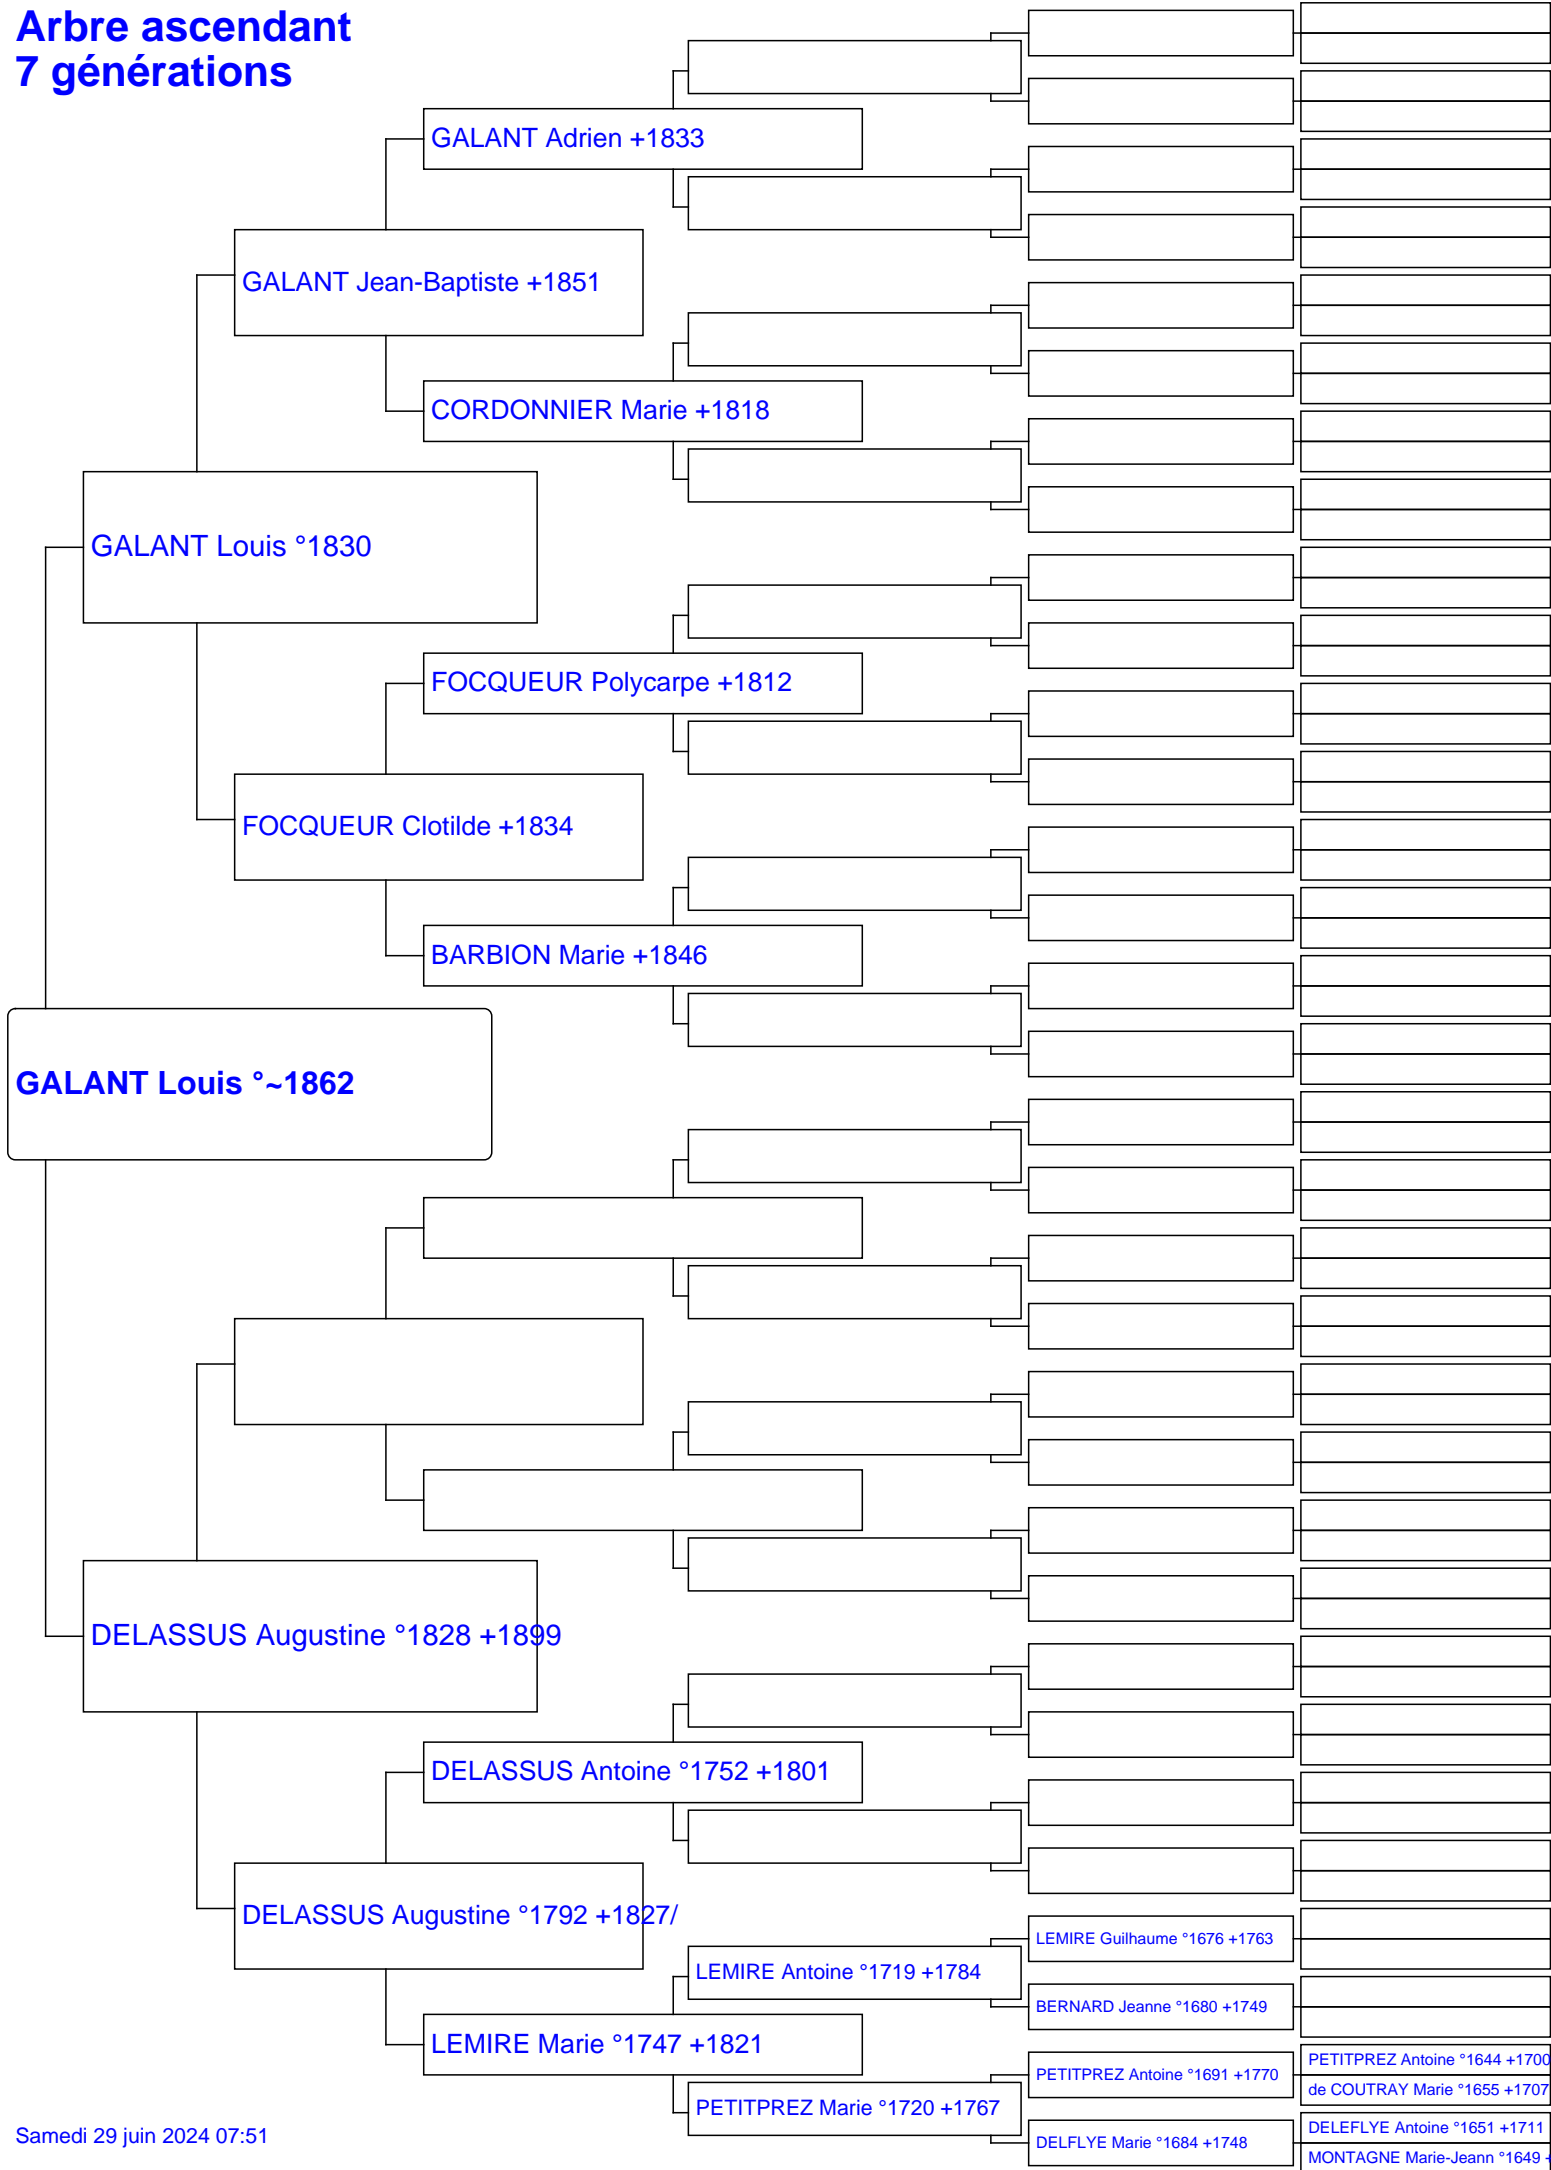 Arbre ascendant
7 générations
GALANT Adrien +1833
GALANT Jean-Baptiste +1851
CORDONNIER Marie +1818
GALANT Louis °1830
FOCQUEUR Polycarpe +1812
FOCQUEUR Clotilde +1834
BARBION Marie +1846
GALANT Louis °~1862
DELASSUS Augustine °1828 +1899
DELASSUS Antoine °1752 +1801
DELASSUS Augustine °1792 +1827/
LEMIRE Guilhaume °1676 +1763
LEMIRE Antoine °1719 +1784
BERNARD Jeanne °1680 +1749
LEMIRE Marie °1747 +1821
PETITPREZ Antoine °1644 +1700
PETITPREZ Antoine °1691 +1770
de COUTRAY Marie °1655 +1707
PETITPREZ Marie °1720 +1767
DELEFLYE Antoine °1651 +1711
DELFLYE Marie °1684 +1748
MONTAGNE Marie-Jeann °1649 +
Samedi 29 juin 2024 07:51